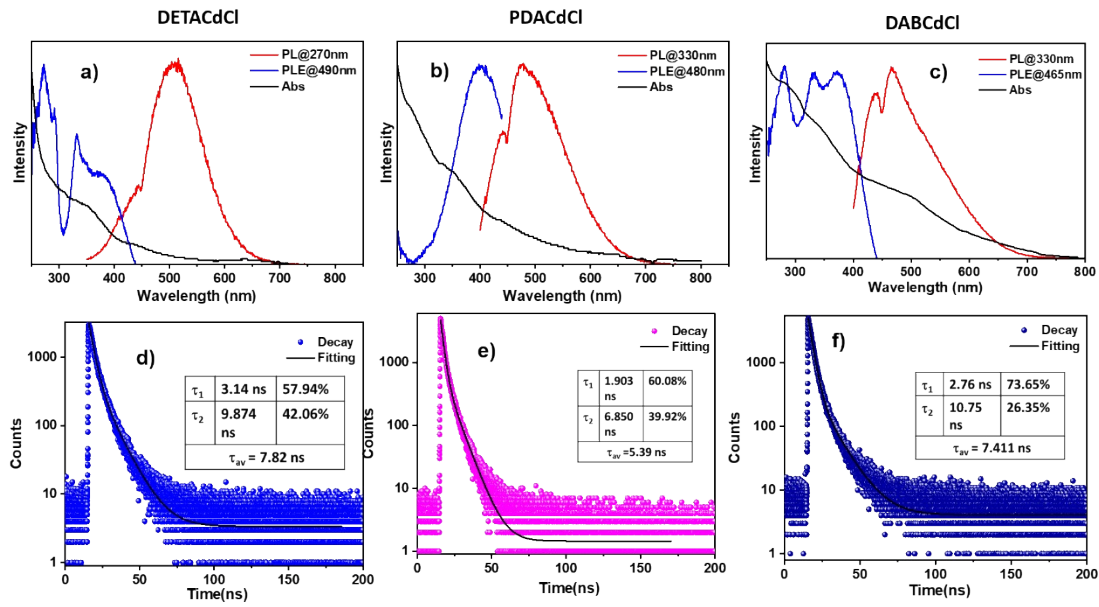 DETACdCl
PDACdCl
DABCdCl
a)
PL@270nm
PLE@490nm
Abs
Intensity
300 400 500 600 700 800
Wavelength (nm)
b)
PL@330nm
PLE@480nm
Abs
Intensity
300 400 500 600 700 800
Wavelength (nm)
c)
PL@330nm
PLE@465nm
Abs
Intensity
300 400 500 600 700 800
Wavelength (nm)
d)
Decay
Fitting
τ1 3.14 ns 57.94%
τ2 9.874 ns 42.06%
τav = 7.82 ns
Counts
1000
100
10
1
0 50 100 150 200
Time(ns)
e)
Decay
Fitting
τ1 1.903 ns 60.08%
τ2 6.850 ns 39.92%
τav =5.39 ns
Counts
1000
100
10
1
0 50 100 150 200
Time(ns)
f)
Decay
Fitting
τ1 2.76 ns 73.65%
τ2 10.75 ns 26.35%
τav = 7.411 ns
Counts
1000
100
10
1
0 50 100 150 200
Time(ns)